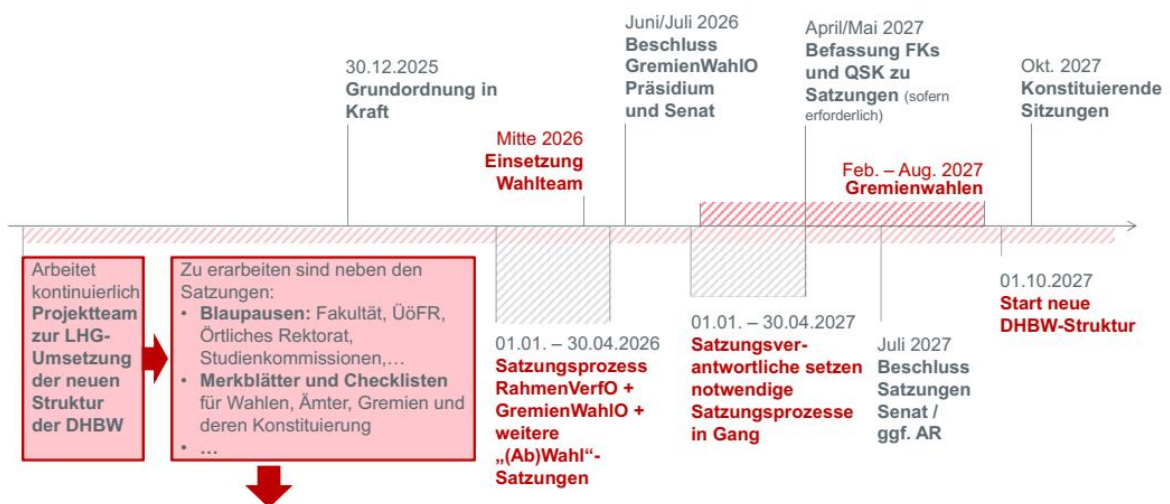 30.12.2025
Grundordnung in
Kraft
Mitte 2026
Einsetzung
Wahlteam
Juni/Juli 2026
Beschluss
GremienWahlO
Präsidium
und Senat
April/Mai 2027
Befassung FKs
und QSK zu
Satzungen (sofern
erforderlich)
Feb. – Aug. 2027
Gremienwahlen
Okt. 2027
Konstituierende
Sitzungen
Arbeitet
kontinuierlich
Projektteam
zur LHG-
Umsetzung
der neuen
Struktur
der DHBW
Zu erarbeiten sind neben den
Satzungen:
• Blaupausen: Fakultät, ÜöFR,
Örtliches Rektorat,
Studienkommissionen,…
• Merkblätter und Checklisten
für Wahlen, Ämter, Gremien und
deren Konstituierung
• …
01.01. – 30.04.2026
Satzungsprozess
RahmenVerfO +
GremienWahlO +
weitere
„(Ab)Wahl“-
Satzungen
01.01. – 30.04.2027
Satzungsver-
antwortliche setzen
notwendige
Satzungsprozesse
in Gang
Juli 2027
Beschluss
Satzungen
Senat /
ggf. AR
01.10.2027
Start neue
DHBW-Struktur